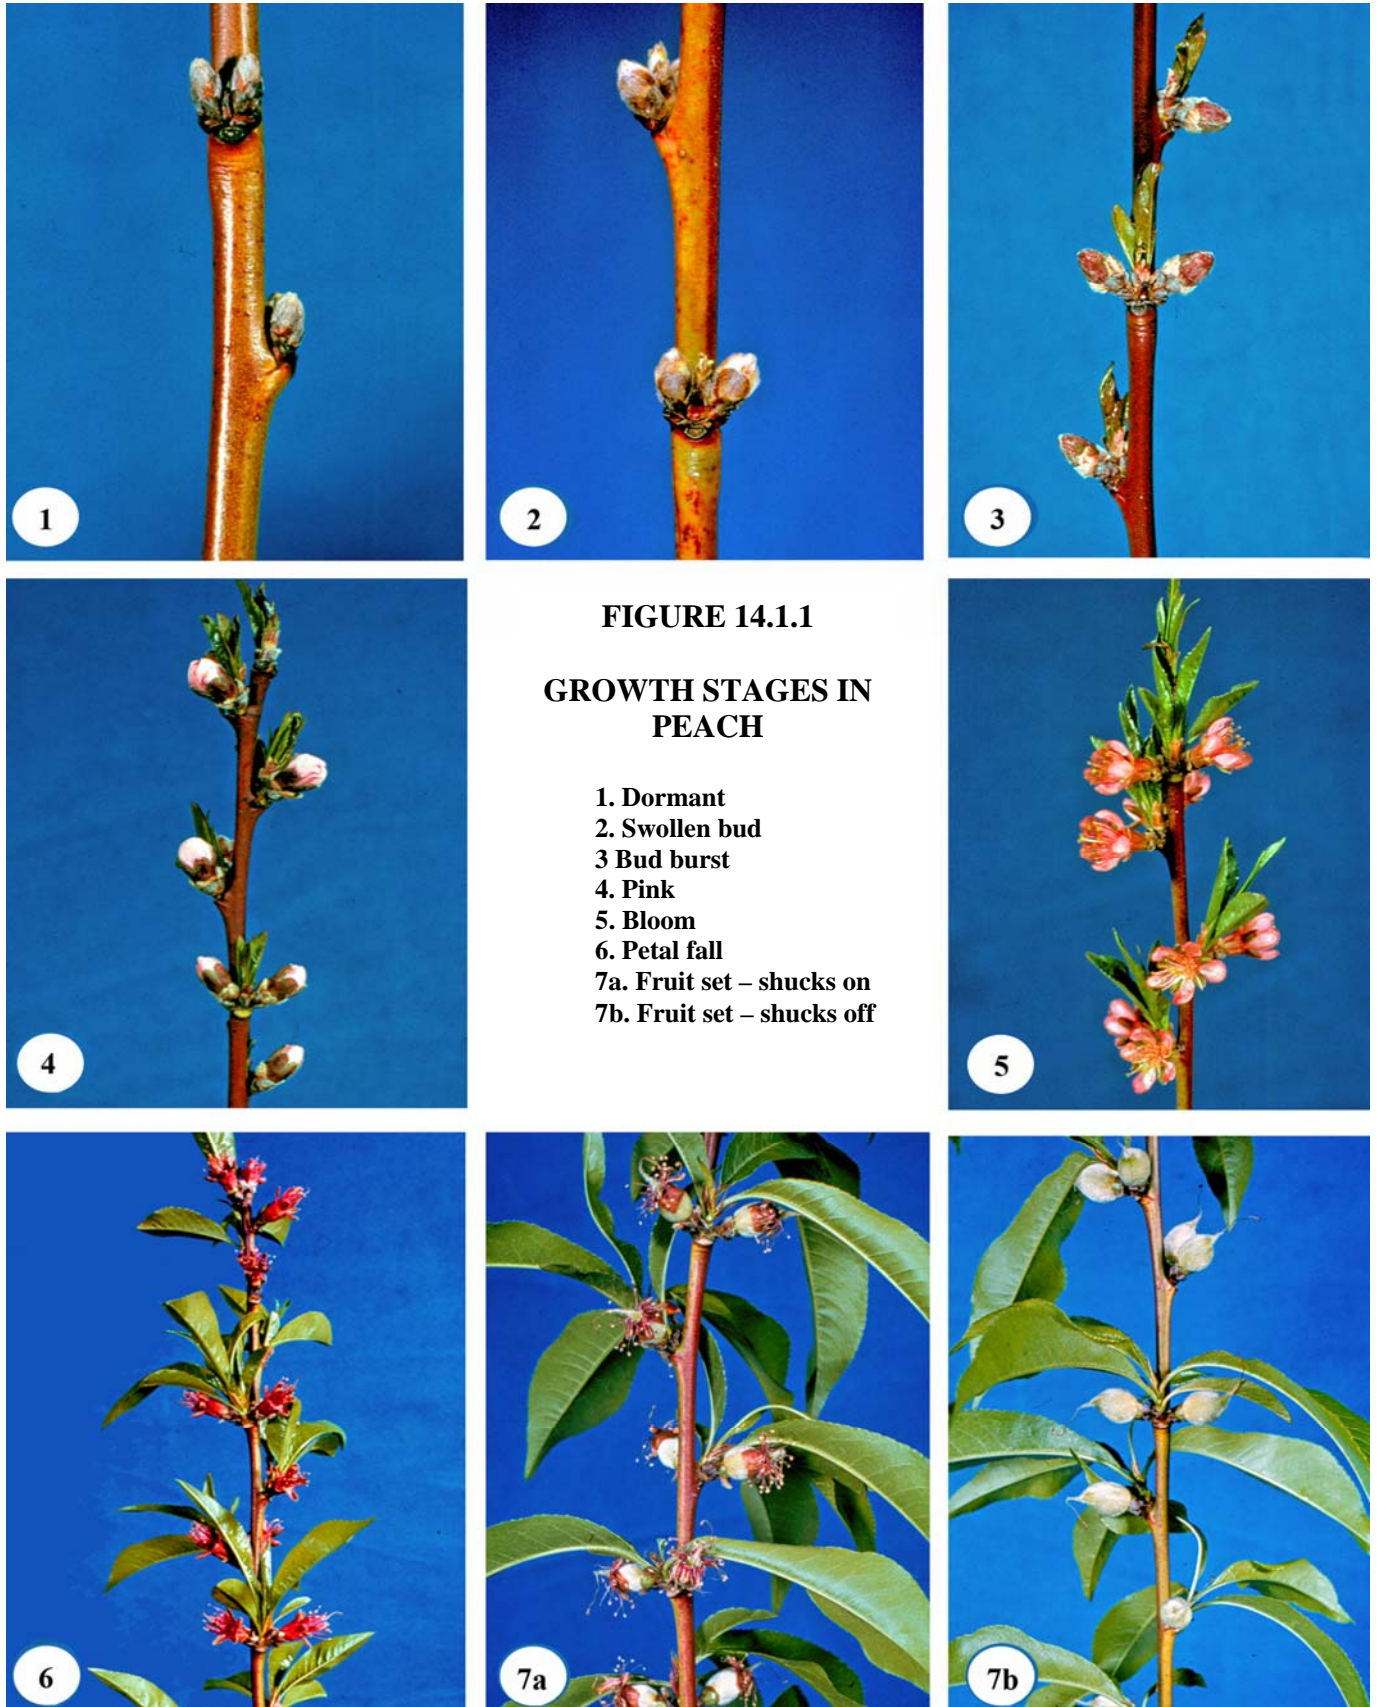 1
2
3
FIGURE 14.1.1
GROWTH STAGES IN
PEACH
1. Dormant
2. Swollen bud
3 Bud burst
4. Pink
5. Bloom
6. Petal fall
7a. Fruit set – shucks on
7b. Fruit set – shucks off
4
5
6
7a
7b